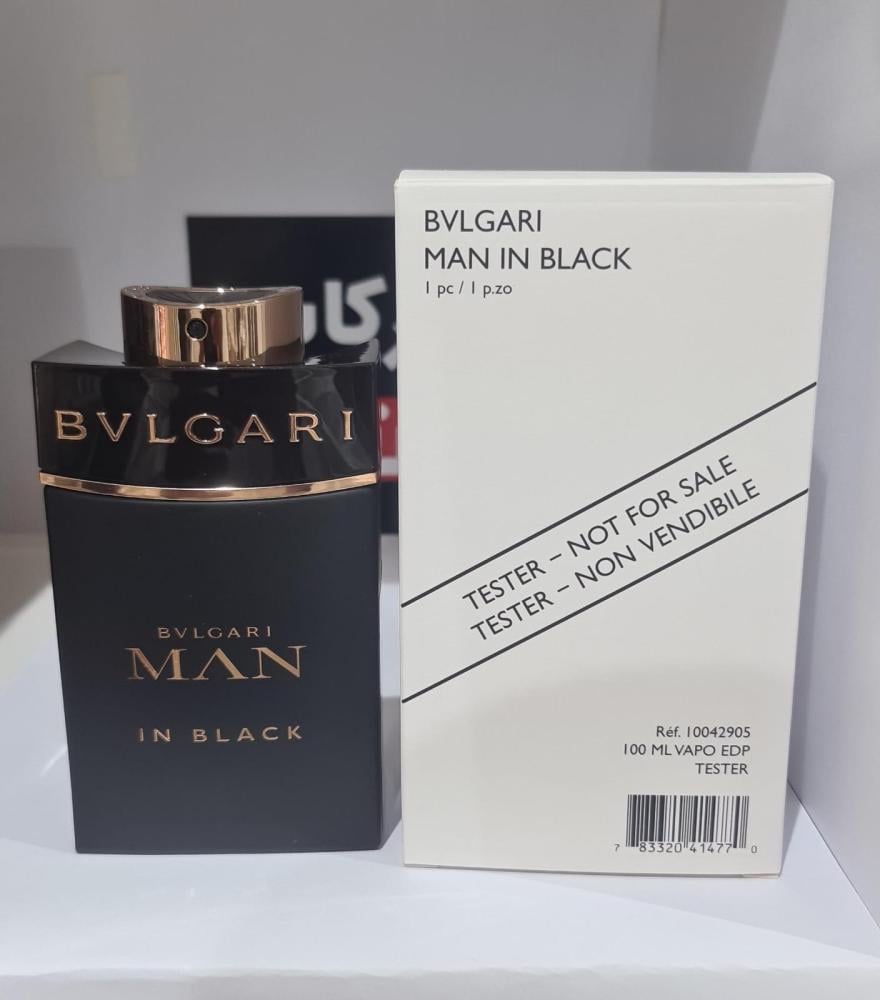 BVLGARI
BVLGARI
MAN
IN BLACK
BVLGARI
MAN IN BLACK
1 pc / 1 p.zo
TESTER – NOT FOR SALE
TESTER – NON VENDIBILE
Réf. 10042905
100 ML VAPO EDP
TESTER
7 83320 41477 0